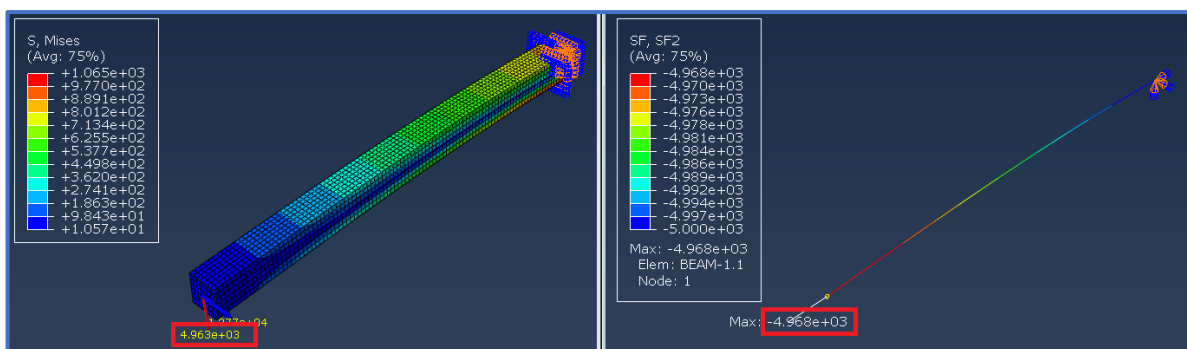 S, Mises
(Avg: 75%)
+1.065e+03
+9.770e+02
+8.891e+02
+8.012e+02
+7.134e+02
+6.255e+02
+5.377e+02
+4.498e+02
+3.620e+02
+2.741e+02
+1.863e+02
+9.843e+01
+1.057e+01
4.963e+03
SF, SF2
(Avg: 75%)
-4.968e+03
-4.970e+03
-4.973e+03
-4.976e+03
-4.978e+03
-4.981e+03
-4.984e+03
-4.986e+03
-4.989e+03
-4.992e+03
-4.994e+03
-4.997e+03
-5.000e+03
Max: -4.968e+03
Elem: BEAM-1.1
Node: 1
Max: -4.968e+03